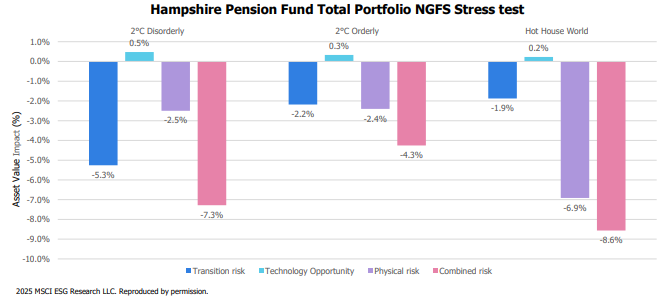 Hampshire Pension Fund Total Portfolio NGFS Stress test
2°C Disorderly
2°C Orderly
Hot House World
Asset Value Impact (%)
1.0%
0.0%
-1.0%
-2.0%
-3.0%
-4.0%
-5.0%
-6.0%
-7.0%
-8.0%
-9.0%
-10.0%
-5.3%
0.5%
-2.5%
-7.3%
-2.2%
0.3%
-2.4%
-4.3%
-1.9%
0.2%
-6.9%
-8.6%
Transition risk
Technology Opportunity
Physical risk
Combined risk
2025 MSCI ESG Research LLC. Reproduced by permission.